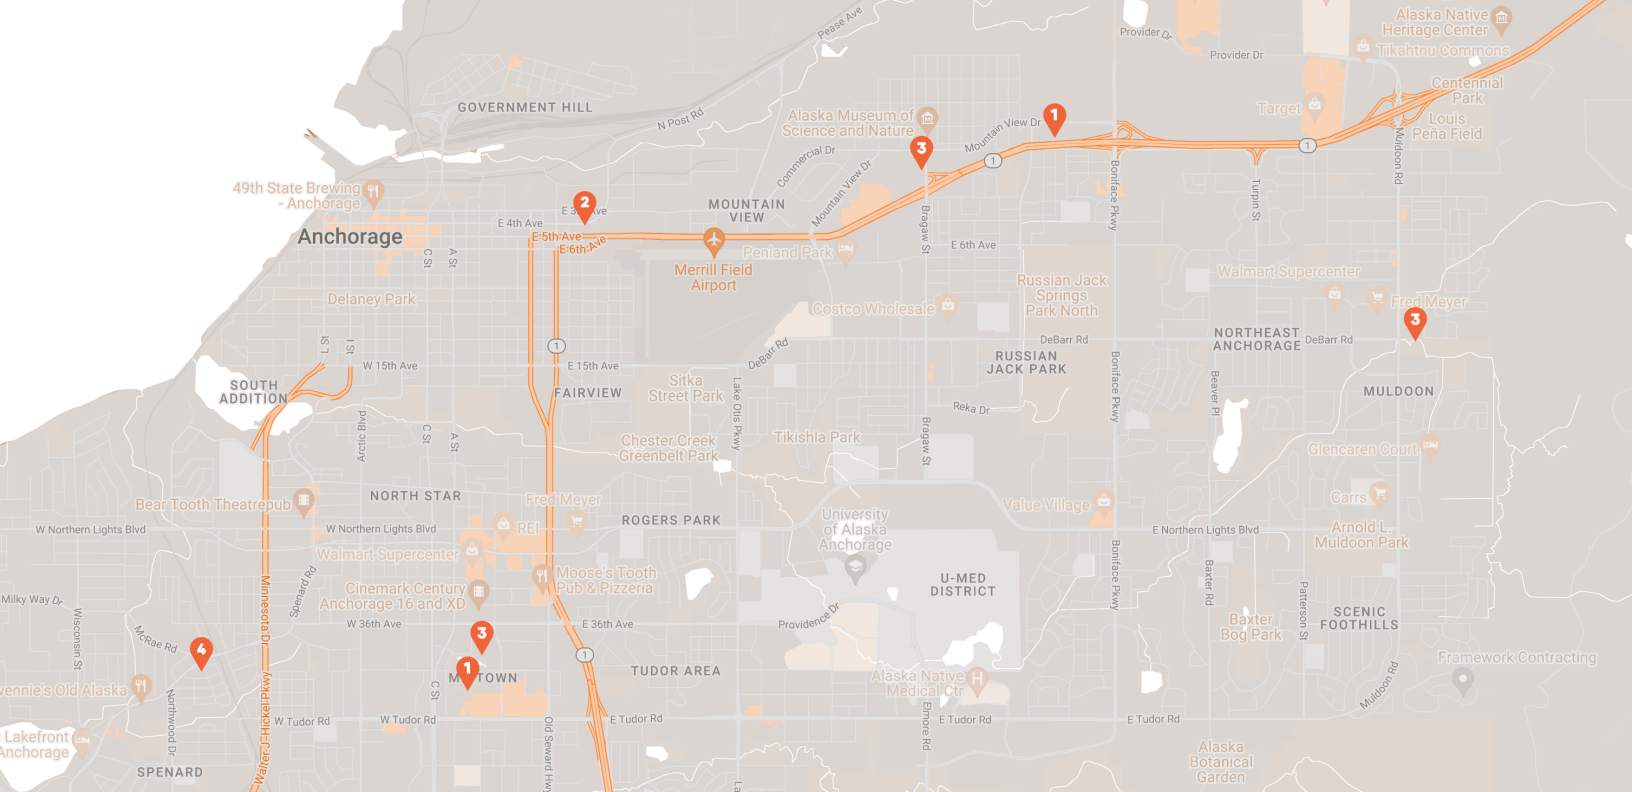 Pease Ave
Provider Dr
Alaska Native
Heritage Center
Tikahtnu Commons
Provider Dr
Centennial
Park
GOVERNMENT HILL
N Post Rd
Alaska Museum of
Science and Nature
Mountain View Dr
1
Target
Louis
Peña Field
3
1
1
Commercial Dr
Mountain View Dr
Boniface Pkwy
Muldoon Rd
Turpin St
49th State Brewing
- Anchorage
2
E 4th Ave
MOUNTAIN
VIEW
Bragaw St
Anchorage
E 5th Ave
E 6th Ave
E 6th Ave
C St
A St
Merrill Field
Airport
Penland Park
Russian Jack
Springs
Park North
Walmart Supercenter
Fred Meyer
Delaney Park
Costco Wholesale
3
L St
I St
1
DeBarr Rd
DeBarr Rd
NORTHEAST
ANCHORAGE
DeBarr Rd
W 15th Ave
E 15th Ave
RUSSIAN
JACK PARK
SOUTH
ADDITION
FAIRVIEW
Sitka
Street Park
Lake Otis Pkwy
Boniface Pkwy
Beaver Pl
MULDOON
Reka Dr
Arctic Blvd
C St
A St
Chester Creek
Greenbelt Park
Tikishla Park
Bragaw St
Glencaren Court
Bear Tooth Theatrepub
NORTH STAR
Fred Meyer
REI
ROGERS PARK
University
of Alaska
Anchorage
Value Village
Carrs
W Northern Lights Blvd
W Northern Lights Blvd
E Northern Lights Blvd
Arnold L.
Muldoon Park
Walmart Supercenter
Cinemark Century
Anchorage 16 and XD
Moose's Tooth
Pub & Pizzeria
U-MED
DISTRICT
Boniface Pkwy
Baxter Rd
Patterson St
Milky Way Dr
Spenard Rd
Minnesota Dr
W 36th Ave
E 36th Ave
Providence Dr
Baxter
Bog Park
SCENIC
FOOTHILLS
Wisconsin St
McRae Rd
4
3
1
1
TUDOR AREA
Framework Contracting
Muldoon Rd
Alaska Native
Medical Ctr
Northwood Dr
C St
W Tudor Rd
W Tudor Rd
E Tudor Rd
E Tudor Rd
E Tudor Rd
Elmore Rd
Old Seward Hwy
Walter J Hickel Pkwy
Lakefront
Anchorage
SPENARD
Alaska
Botanical
Garden